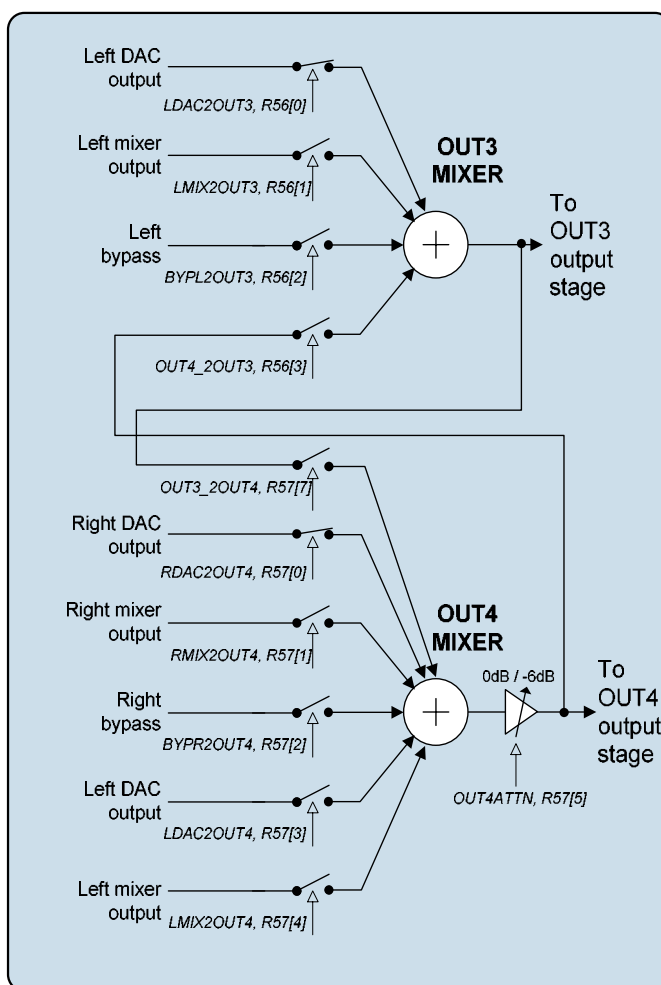 Left DAC
output
LDAC2OUT3, R56[0]
Left mixer
output
LMIX2OUT3, R56[1]
OUT3
MIXER
Left
bypass
BYPL2OUT3, R56[2]
To
OUT3
output
stage
OUT4_2OUT3, R56[3]
OUT3_2OUT4, R57[7]
Right DAC
output
RDAC2OUT4, R57[0]
Right mixer
output
RMIX2OUT4, R57[1]
OUT4
MIXER
0dB / -6dB
Right
bypass
BYPR2OUT4, R57[2]
To
OUT4
output
stage
OUT4ATTN, R57[5]
Left DAC
output
LDAC2OUT4, R57[3]
Left mixer
output
LMIX2OUT4, R57[4]